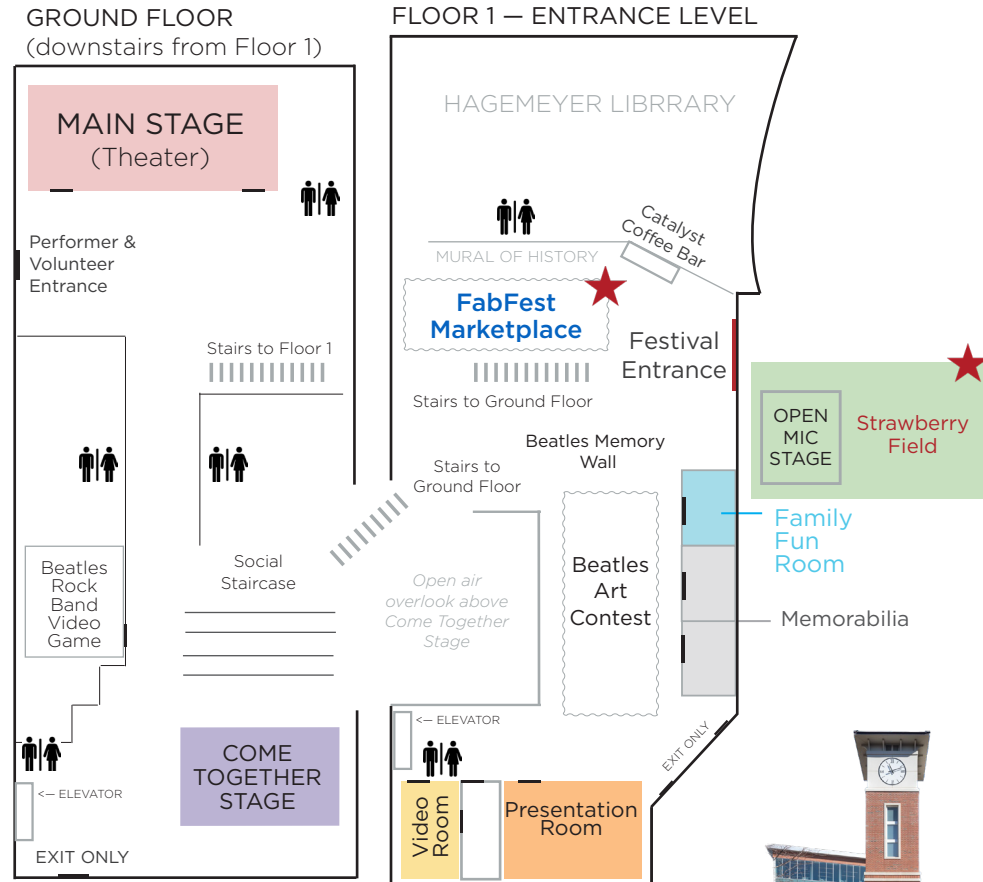 GROUND FLOOR
(downstairs from Floor 1)
MAIN STAGE
(Theater)
Performer &
Volunteer
Entrance
Stairs to Floor 1
Beatles
Rock
Band
Video
Game
Social
Staircase
COME
TOGETHER
STAGE
<— ELEVATOR
EXIT ONLY
FLOOR 1 — ENTRANCE LEVEL
HAGEMEYER LIBRRARY
Catalyst
Coffee Bar
MURAL OF HISTORY
FabFest
Marketplace
Festival
Entrance
Stairs to Ground Floor
Beatles Memory
Wall
Stairs to
Ground Floor
OPEN
MIC
STAGE
Strawberry
Field
Family
Fun
Room
Beatles
Art
Contest
Open air
overlook above
Come Together
Stage
Memorabilia
<— ELEVATOR
EXIT ONLY
Video
Room
Presentation
Room